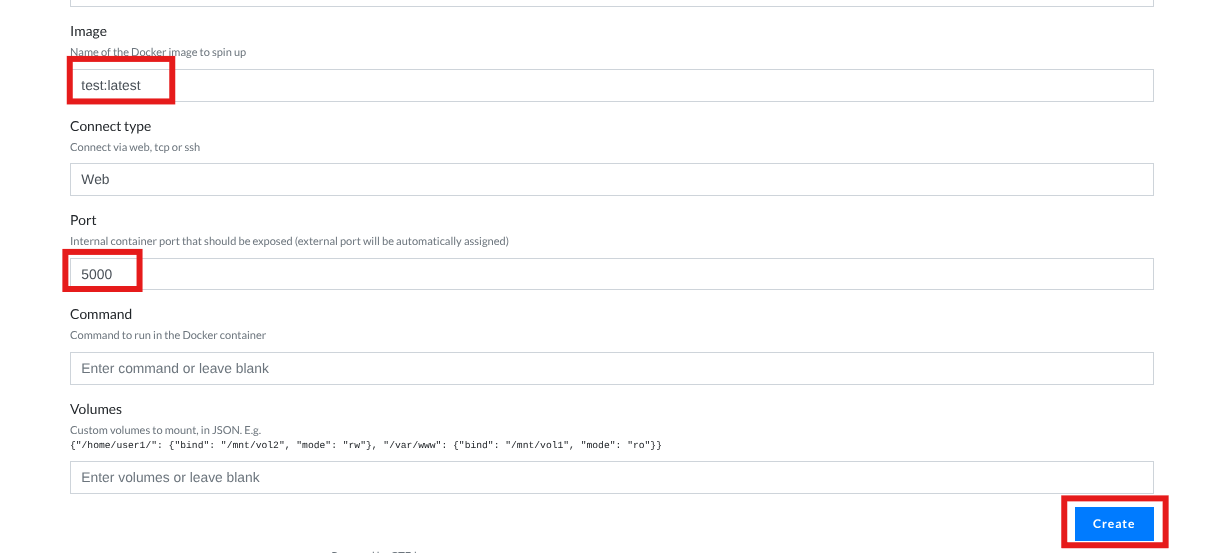 Image
Name of the Docker image to spin up
test:latest
Connect type
Connect via web, tcp or ssh
Web
Port
Internal container port that should be exposed (external port will be automatically assigned)
5000
Command
Command to run in the Docker container
Enter command or leave blank
Volumes
Custom volumes to mount, in JSON. E.g.
{"/home/user1/": {"bind": "/mnt/vol2", "mode": "rw"}, "/var/www": {"bind": "/mnt/vol1", "mode": "ro"}}
Enter volumes or leave blank
Create